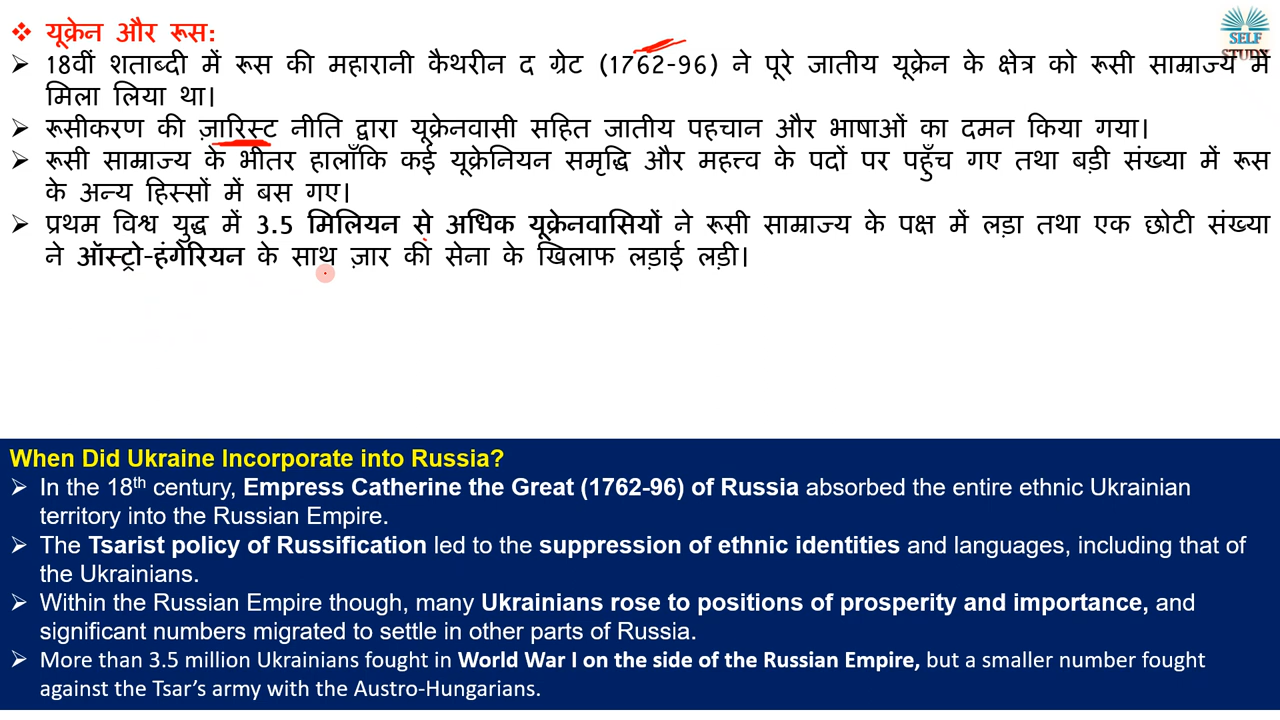 ❖ यूक्रेन और रूस:
SELF
STUDY
➤ 18वीं शताब्दी में रूस की महारानी कैथरीन द ग्रेट (1762-96) ने पूरे जातीय यूक्रेन के क्षेत्र को रूसी साम्राज्य में
मिला लिया था।
➤ रूसीकरण की ज़ारिस्ट नीति द्वारा यूक्रेनवासी सहित जातीय पहचान और भाषाओं का दमन किया गया।
➤ रूसी साम्राज्य के भीतर हालाँकि कई यूक्रेनियन समृद्धि और महत्त्व के पदों पर पहुँच गए तथा बड़ी संख्या में रूस
के अन्य हिस्सों में बस गए।
➤ प्रथम विश्व युद्ध में 3.5 मिलियन से अधिक यूक्रेनवासियों ने रूसी साम्राज्य के पक्ष में लड़ा तथा एक छोटी संख्या
ने ऑस्ट्रो-हंगेरियन के साथ ज़ार की सेना के खिलाफ लड़ाई लड़ी।
When Did Ukraine Incorporate into Russia?
➤ In the 18th century, Empress Catherine the Great (1762-96) of Russia absorbed the entire ethnic Ukrainian
territory into the Russian Empire.
➤ The Tsarist policy of Russification led to the suppression of ethnic identities and languages, including that of
the Ukrainians.
➤ Within the Russian Empire though, many Ukrainians rose to positions of prosperity and importance, and
significant numbers migrated to settle in other parts of Russia.
➤ More than 3.5 million Ukrainians fought in World War I on the side of the Russian Empire, but a smaller number fought
against the Tsar’s army with the Austro-Hungarians.